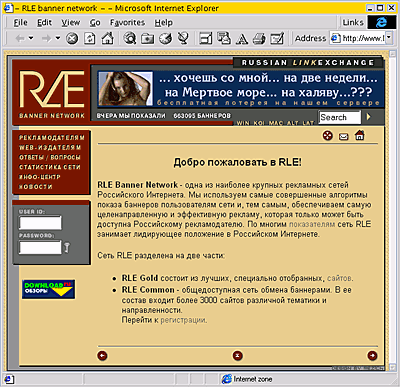 – RLE banner network – – Microsoft Internet Explorer
File Edit View Go Favorites Help
Links
Address http://www.l
RUSSIAN LINKEXCHANGE
RLE
BANNER NETWORK
... хочешь со мной... на две недели...
на Мертвое море... на халяву...???
бесплатная лотерея на нашем сервере
ВЧЕРА МЫ ПОКАЗАЛИ 663095 БАННЕРОВ
Search
WIN KOI MAC ALT LAT
РЕКЛАМОДАТЕЛЯМ
WEB-ИЗДАТЕЛЯМ
ОТВЕТЫ / ВОПРОСЫ
СТАТИСТИКА СЕТИ
ИНФО-ЦЕНТР
НОВОСТИ
USER ID:
PASSWORD:
DOWNLOAD
ОБЗОРЫ
Добро пожаловать в RLE!
RLE Banner Network - одна из наиболее крупных рекламных сетей
Российского Интернета. Мы используем самые совершенные алгоритмы
показа баннеров пользователям сети и, тем самым, обеспечиваем самую
целенаправленную и эффективную рекламу, которая только может быть
доступна Российскому рекламодателю. По многим показателям сеть RLE
занимает лидирующее положение в Российском Интернете.
Сеть RLE разделена на две части:
• RLE Gold состоит из лучших, специально отобранных, сайтов.
• RLE Common - общедоступная сеть обмена баннерами. В ее
состав входит более 3000 сайтов различной тематики и
направленности.
Перейти к регистрации.
DESIGN BY
Internet zone